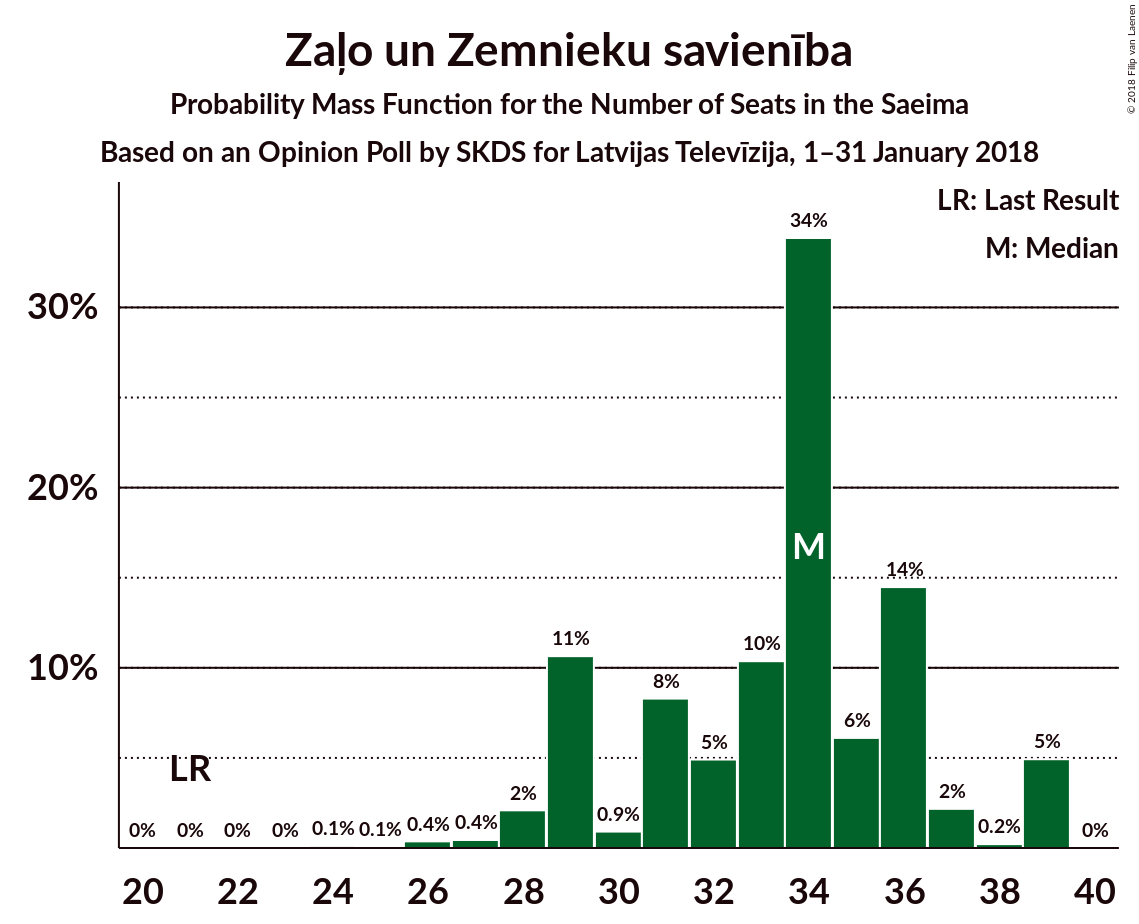 Zaļo un Zemnieku savienība
Probability Mass Function for the Number of Seats in the Saeima
Based on an Opinion Poll by SKDS for Latvijas Televīzija, 1–31 January 2018
© 2018 Filip van Laenen
LR: Last Result
M: Median
34%
30%
20%
M
14%
11%
10%
10%
8%
6%
5%
5%
LR
2%
2%
0% 0% 0% 0% 0.1% 0.1% 0.4% 0.4% 0.9% 0.2% 0%
20 22 24 26 28 30 32 34 36 38 40